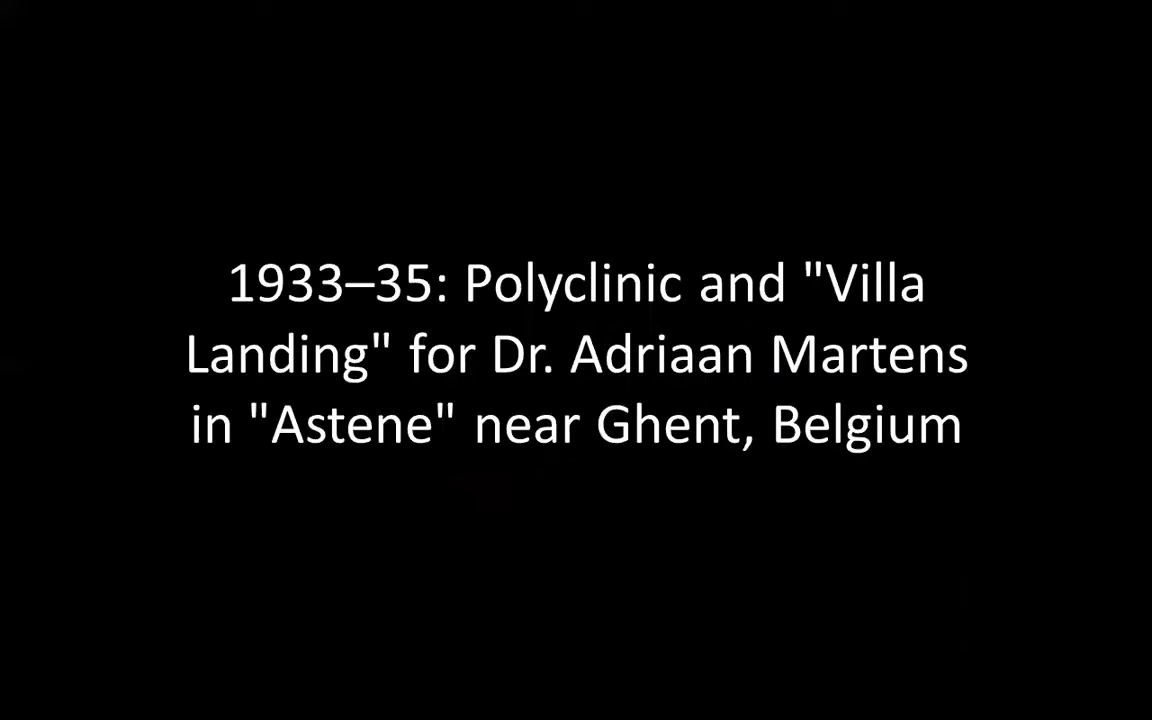 1933–35: Polyclinic and "Villa
Landing" for Dr. Adriaan Martens
in "Astene" near Ghent, Belgium